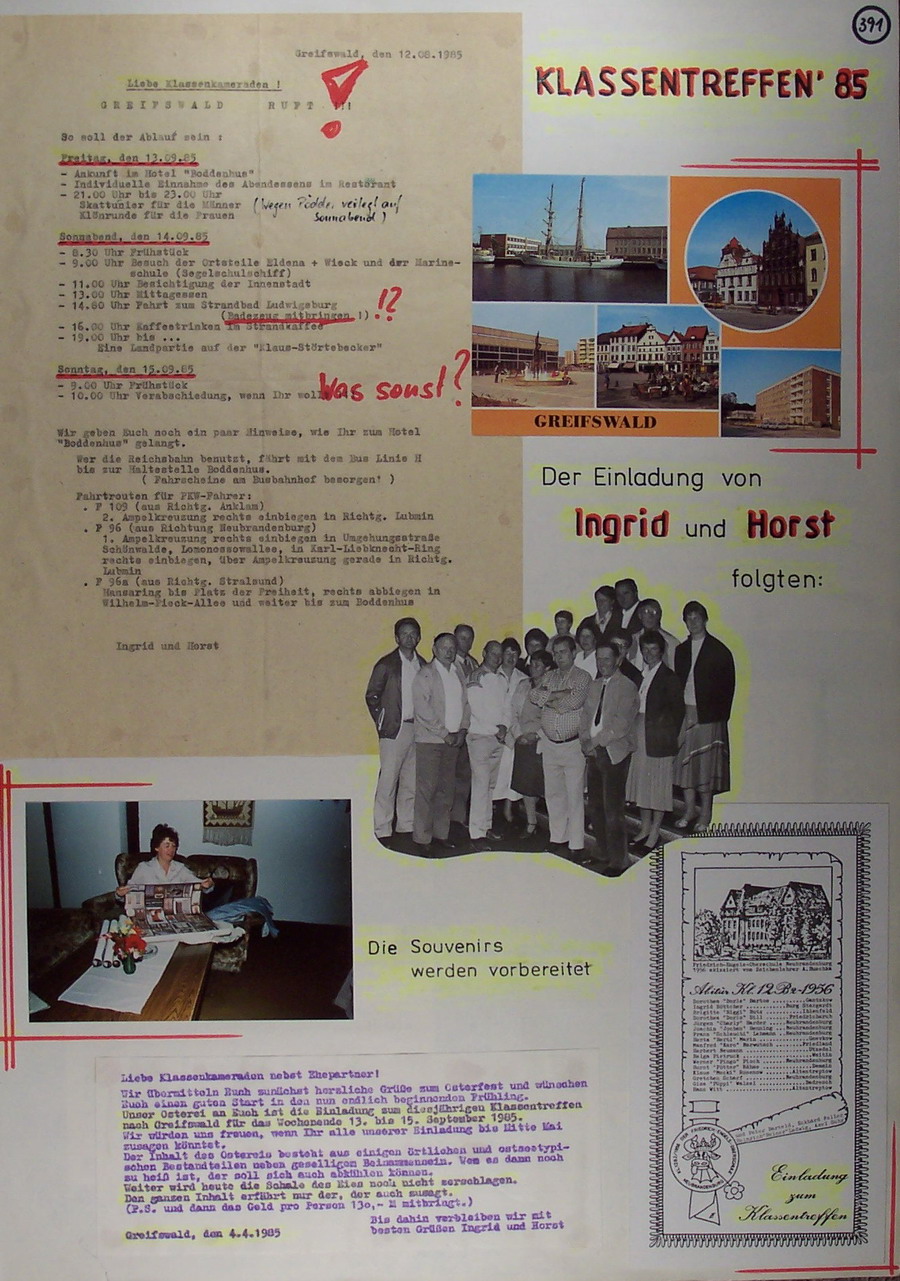 391
KLASSENTREFFEN' 85
Greifswald, den 12.08.1985
Liebe Klassenkameraden !
GREIFSWALD RUFT !!!
So soll der Ablauf sein :
Freitag, den 13.09.85
- Ankunft im Hotel "Boddenhus"
- Individuelle Einnahme des Abendessens im Restorant
- 21.00 Uhr bis 23.00 Uhr
Skatturnier für die Männer (wegen Pödde, verlegt auf
Klönrunde für die Frauen Sonnabend)
Sonnabend, den 14.09.85
- 8.30 Uhr Frühstück
- 9.00 Uhr Besuch der Ortsteile Eldena + Wieck und der Marine-
schule (Segelschulschiff)
- 11.00 Uhr Besichtigung der Innenstadt
- 13.00 Uhr Mittagessen
- 14.00 Uhr Fahrt zum Strandbad Ludwigsburg
(Badezeug mitbringen !) !?
- 16.00 Uhr Kaffeetrinken im Strandkaffee
- 19.00 Uhr bis ...
Eine Landpartie auf der "Klaus-Störtebecker"
Sonntag, den 15.09.85
- 9.00 Uhr Frühstück
- 10.00 Uhr Verabschiedung, wenn Ihr woll
Was sonst?
Wir geben Euch noch ein paar Hinweise, wie Ihr zum Hotel
"Boddenhus" gelangt.
Wer die Reichsbahn benutzt, fährt mit dem Bus Linie H
bis zur Haltestelle Boddenhus.
( Fahrscheine am Busbahnhof besorgen! )
Fahrtrouten für PKW-Fahrer:
. F 109 (aus Richtg. Anklam)
2. Ampelkreuzung rechts einbiegen in Richtg. Lubmin
. F 96 (aus Richtung Neubrandenburg)
1. Ampelkreuzung rechts einbiegen in Umgehungsstraße
Schönwalde, Lomonossowallee, in Karl-Liebknecht-Ring
rechts einbiegen, über Ampelkreuzung gerade in Richtg.
Lubmin
. F 96a (aus Richtg. Stralsund)
Hansaring bis Platz der Freiheit, rechts abbiegen in
Wilhelm-Pieck-Allee und weiter bis zum Boddenhus
Ingrid und Horst
GREIFSWALD
Der Einladung von
Ingrid und Horst
folgten:
Die Souvenirs
werden vorbereitet
Friedrich-Engels-Oberschule Neubrandenburg
1956 skizziert vom Zeichenlehrer A. Ruschka
Abitur Kl. 12 B2-1956
Einladung
zum
Klassentreffen
Liebe Klassenkameraden nebst Ehepartner!
Wir übermitteln Euch zunächst herzliche Grüße zum Osterfest und wünschen
Euch einen guten Start in den nun endlich beginnenden Frühling.
Unser Osterei an Euch ist die Einladung zum diesjährigen Klassentreffen
nach Greifswald für das Wochenende 13. bis 15. September 1985.
Wir würden uns freuen, wenn Ihr alle unserer Einladung bis Mitte Mai
zusagen könntet.
Der Inhalt des Ostereis besteht aus einigen örtlichen und ostseetypi-
schen Bestandteilen neben geselligem Beisammensein. Wem es dann noch
zu heiß ist, der soll sich auch abkühlen können.
Weiter wird heute die Schale des Eies noch nicht zerschlagen.
Den ganzen Inhalt erfährt nur der, der auch zusagt.
(P.S. und dann das Geld pro Person 130,- M mitbringt.)
Bis dahin verbleiben wir mit
Greifswald, den 4.4.1985 besten Grüßen Ingrid und Horst